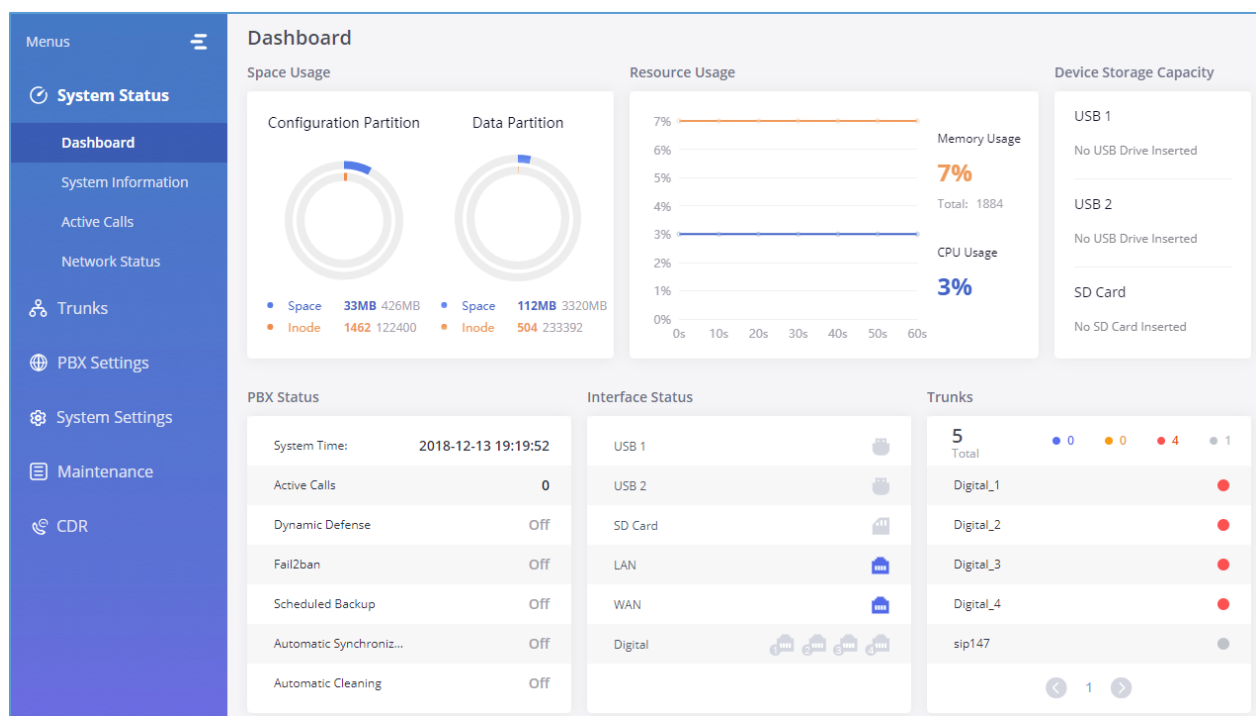 Menus
System Status
Dashboard
System Information
Active Calls
Network Status
Trunks
PBX Settings
System Settings
Maintenance
CDR
Dashboard
Space Usage
Configuration Partition Data Partition
Space 33MB 426MB Space 112MB 3320MB
Inode 1462 122400 Inode 504 233392
Resource Usage
7%
6%
5%
4%
3%
2%
1%
0%
0s 10s 20s 30s 40s 50s 60s
Memory Usage
7%
Total: 1884
CPU Usage
3%
Device Storage Capacity
USB 1
No USB Drive Inserted
USB 2
No USB Drive Inserted
SD Card
No SD Card Inserted
PBX Status
System Time: 2018-12-13 19:19:52
Active Calls 0
Dynamic Defense Off
Fail2ban Off
Scheduled Backup Off
Automatic Synchroniz... Off
Automatic Cleaning Off
Interface Status
USB 1
USB 2
SD Card
LAN
WAN
Digital 1 2 3 4
Trunks
5 0 0 4 1
Total
Digital_1
Digital_2
Digital_3
Digital_4
sip147
1